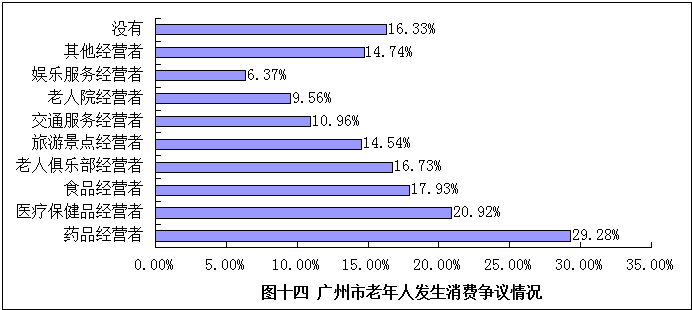 没有 16.33%
其他经营者 14.74%
娱乐服务经营者 6.37%
老人院经营者 9.56%
交通服务经营者 10.96%
旅游景点经营者 14.54%
老人俱乐部经营者 16.73%
食品经营者 17.93%
医疗保健品经营者 20.92%
药品经营者 29.28%
0.00% 5.00% 10.00% 15.00% 20.00% 25.00% 30.00% 35.00%
图十四 广州市老年人发生消费争议情况